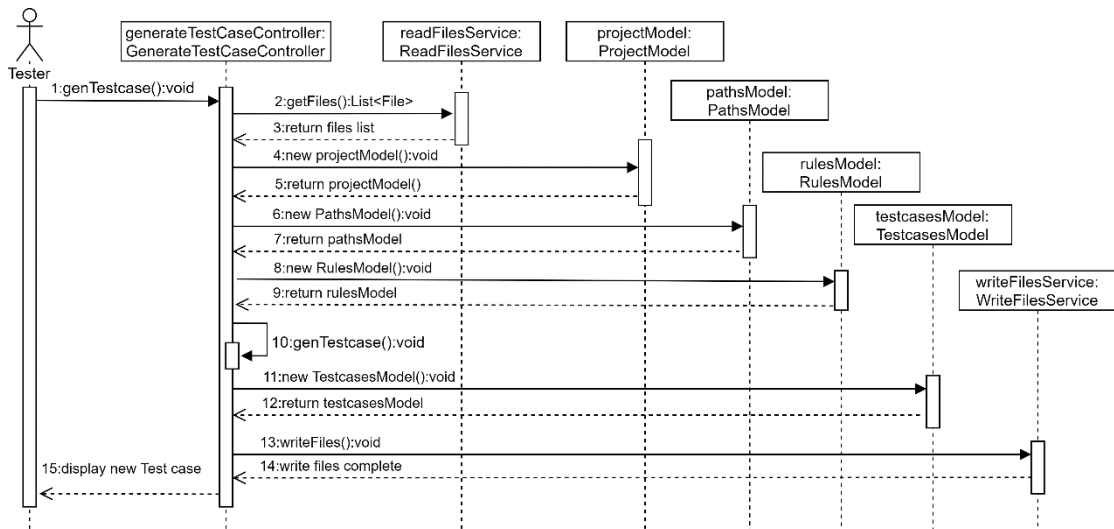 Tester
generateTestCaseController:
GenerateTestCaseController
readFilesService:
ReadFilesService
projectModel:
ProjectModel
pathsModel:
PathsModel
rulesModel:
RulesModel
testcasesModel:
TestcasesModel
writeFilesService:
WriteFilesService
1:genTestcase():void
2:getFiles():List<File>
3:return files list
4:new projectModel():void
5:return projectModel()
6:new PathsModel():void
7:return pathsModel
8:new RulesModel():void
9:return rulesModel
10:genTestcase():void
11:new TestcasesModel():void
12:return testcasesModel
13:writeFiles():void
14:write files complete
15:display new Test case